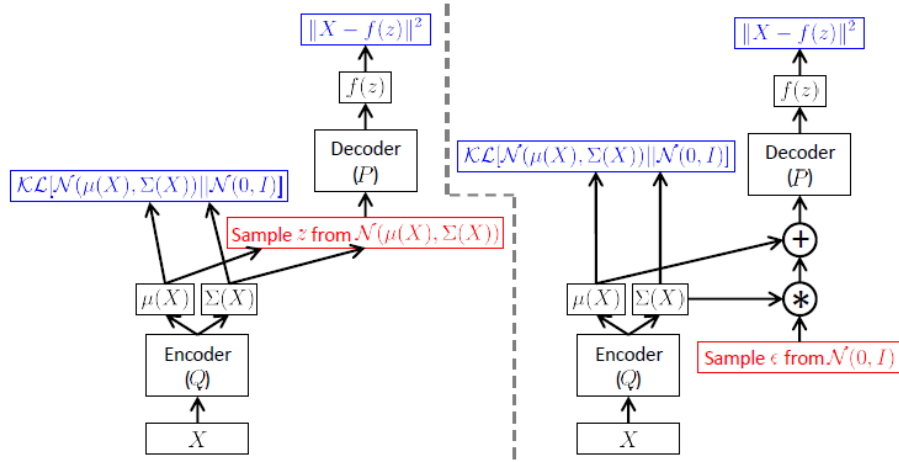 ‖X − f(z)‖²
f(z)
Decoder
(P)
𝒦ℒ[𝒩(μ(X), Σ(X))||𝒩(0, I)]
Sample z from 𝒩(μ(X), Σ(X))
μ(X) Σ(X)
Encoder
(Q)
X
‖X − f(z)‖²
f(z)
Decoder
(P)
𝒦ℒ[𝒩(μ(X), Σ(X))||𝒩(0, I)]
+
μ(X) Σ(X) *
Encoder
(Q)
Sample ϵ from 𝒩(0, I)
X